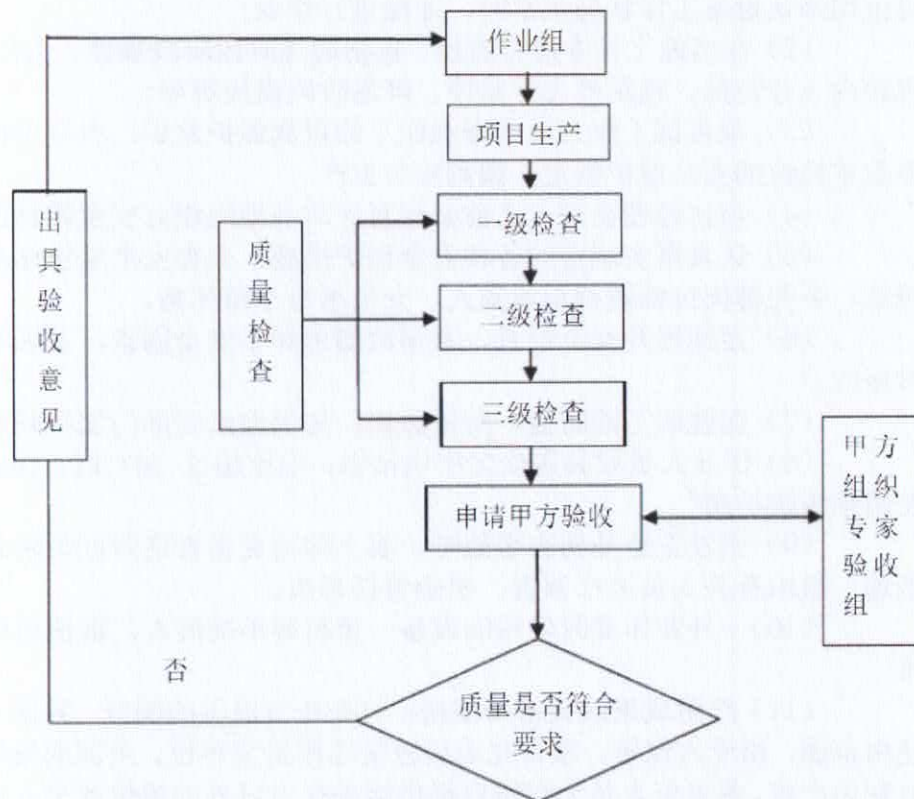 作业组
项目生产
一级检查
二级检查
三级检查
质量检查
出具验收意见
申请甲方验收
甲方
组织
专家
验收
组
否
质量是否符合
要求